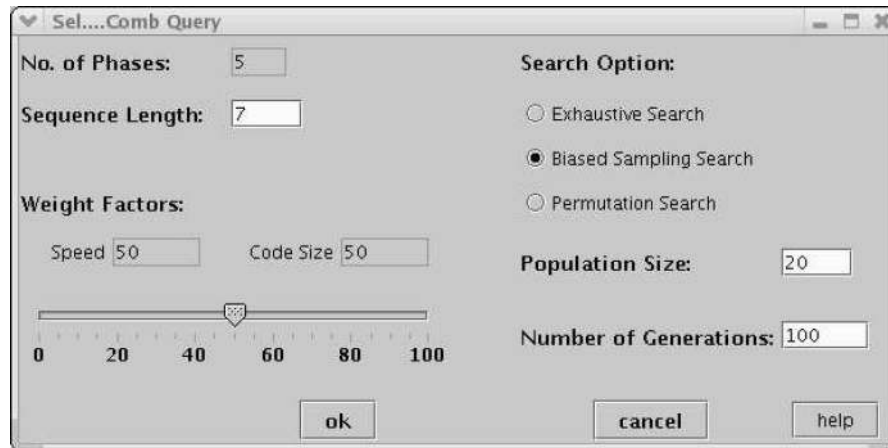 Sel....Comb Query
No. of Phases: 5
Sequence Length: 7
Weight Factors:
Speed 50 Code Size 50
0 20 40 60 80 100
Search Option:
Exhaustive Search
Biased Sampling Search
Permutation Search
Population Size: 20
Number of Generations: 100
ok cancel help